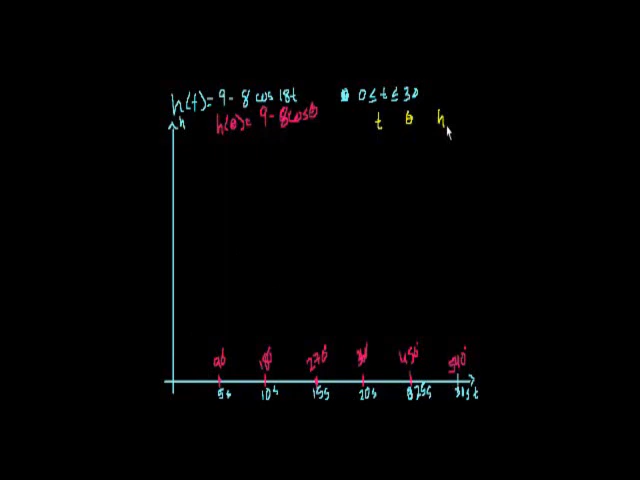 h(t)= 9 - 8 cos 18t 0 ≤ t ≤ 30
h(θ)= 9 - 8cosθ t θ h
h
90° 180° 270° 360° 450° 540°
5s 10s 15s 20s 25s 30s t